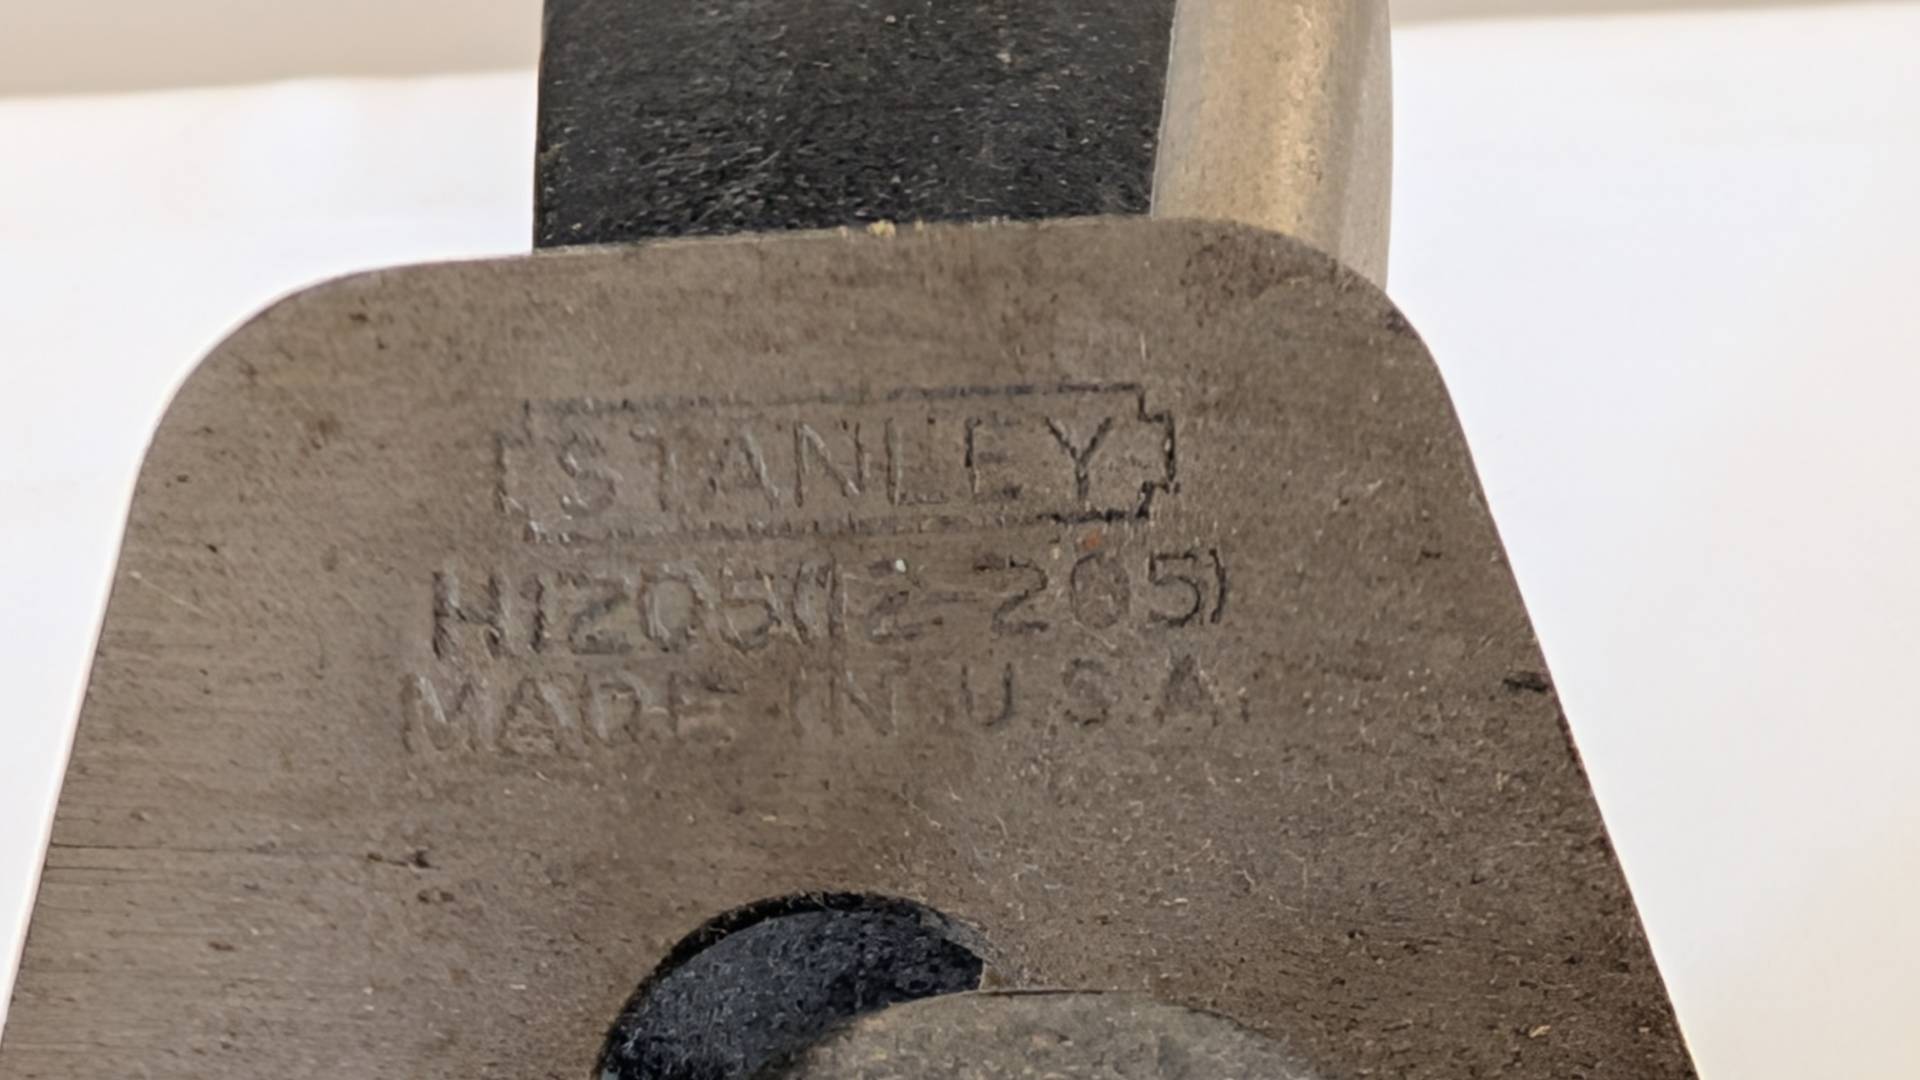 STANLEY
H1205(12-205)
MADE IN U.S.A.